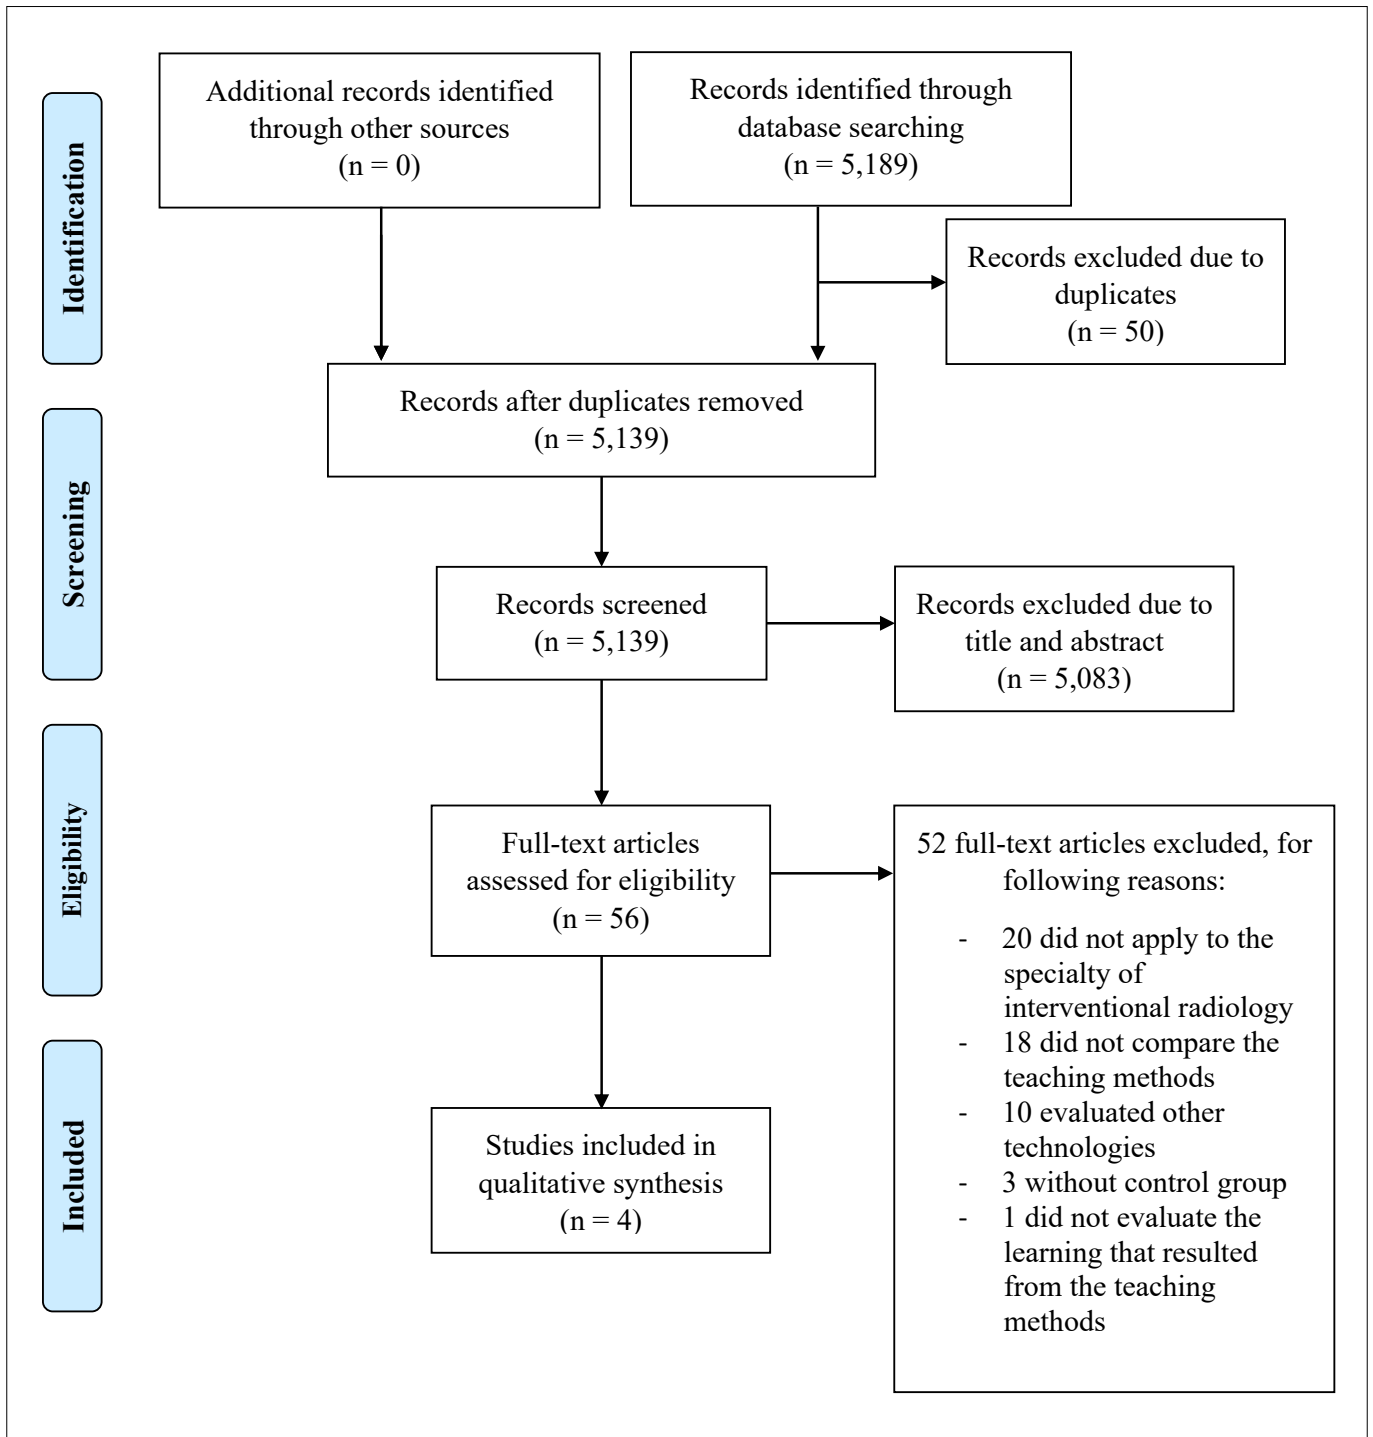 Identification
Additional records identified
through other sources
(n = 0)
Records identified through
database searching
(n = 5,189)
Records excluded due to
duplicates
(n = 50)
Records after duplicates removed
(n = 5,139)
Screening
Records screened
(n = 5,139)
Records excluded due to
title and abstract
(n = 5,083)
Eligibility
Full-text articles
assessed for eligibility
(n = 56)
52 full-text articles excluded, for
following reasons:
- 20 did not apply to the
specialty of
interventional radiology
- 18 did not compare the
teaching methods
- 10 evaluated other
technologies
- 3 without control group
- 1 did not evaluate the
learning that resulted
from the teaching
methods
Included
Studies included in
qualitative synthesis
(n = 4)